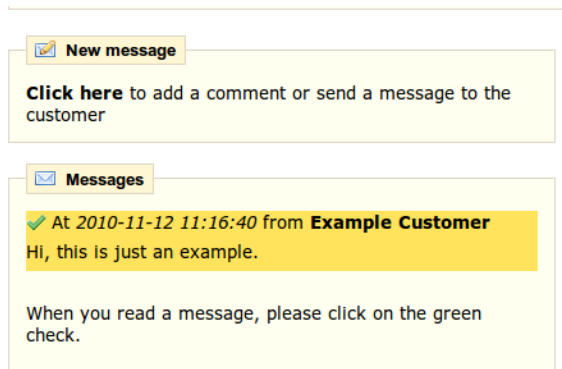 New message
Click here to add a comment or send a message to the
customer
Messages
At 2010-11-12 11:16:40 from Example Customer
Hi, this is just an example.
When you read a message, please click on the green
check.